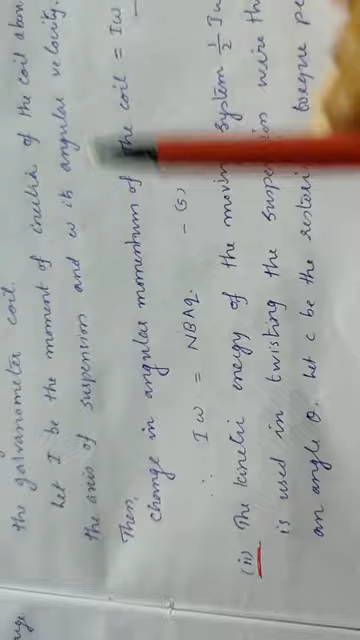 the galvanometer coil.
Let I be the moment of inertia of the coil about
the axis of suspension and ω its angular velocity.
Then,
change in angular momentum of the coil = Iω
∴ Iω = NBAq. - (5)
(ii) The kinetic energy of the moving system ½ Iω
is used in twisting the suspension wire th
an angle θ. Let c be the restoring torque pe